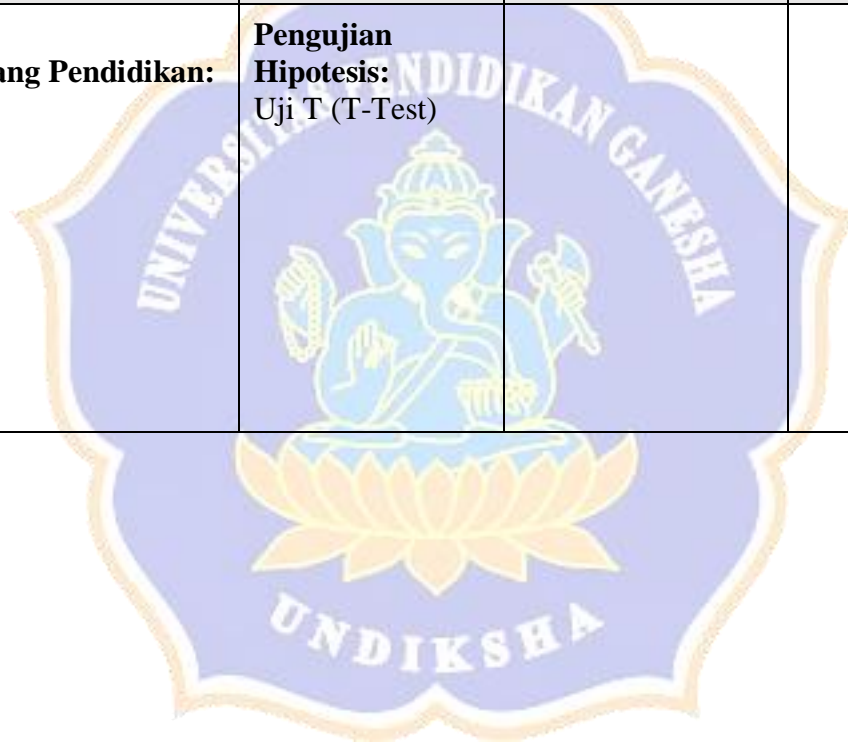 ang Pendidikan:
Pengujian
Hipotesis:
Uji T (T-Test)
UNIVERSITAS PENDIDIKAN GANESHA
UNDIKSHA